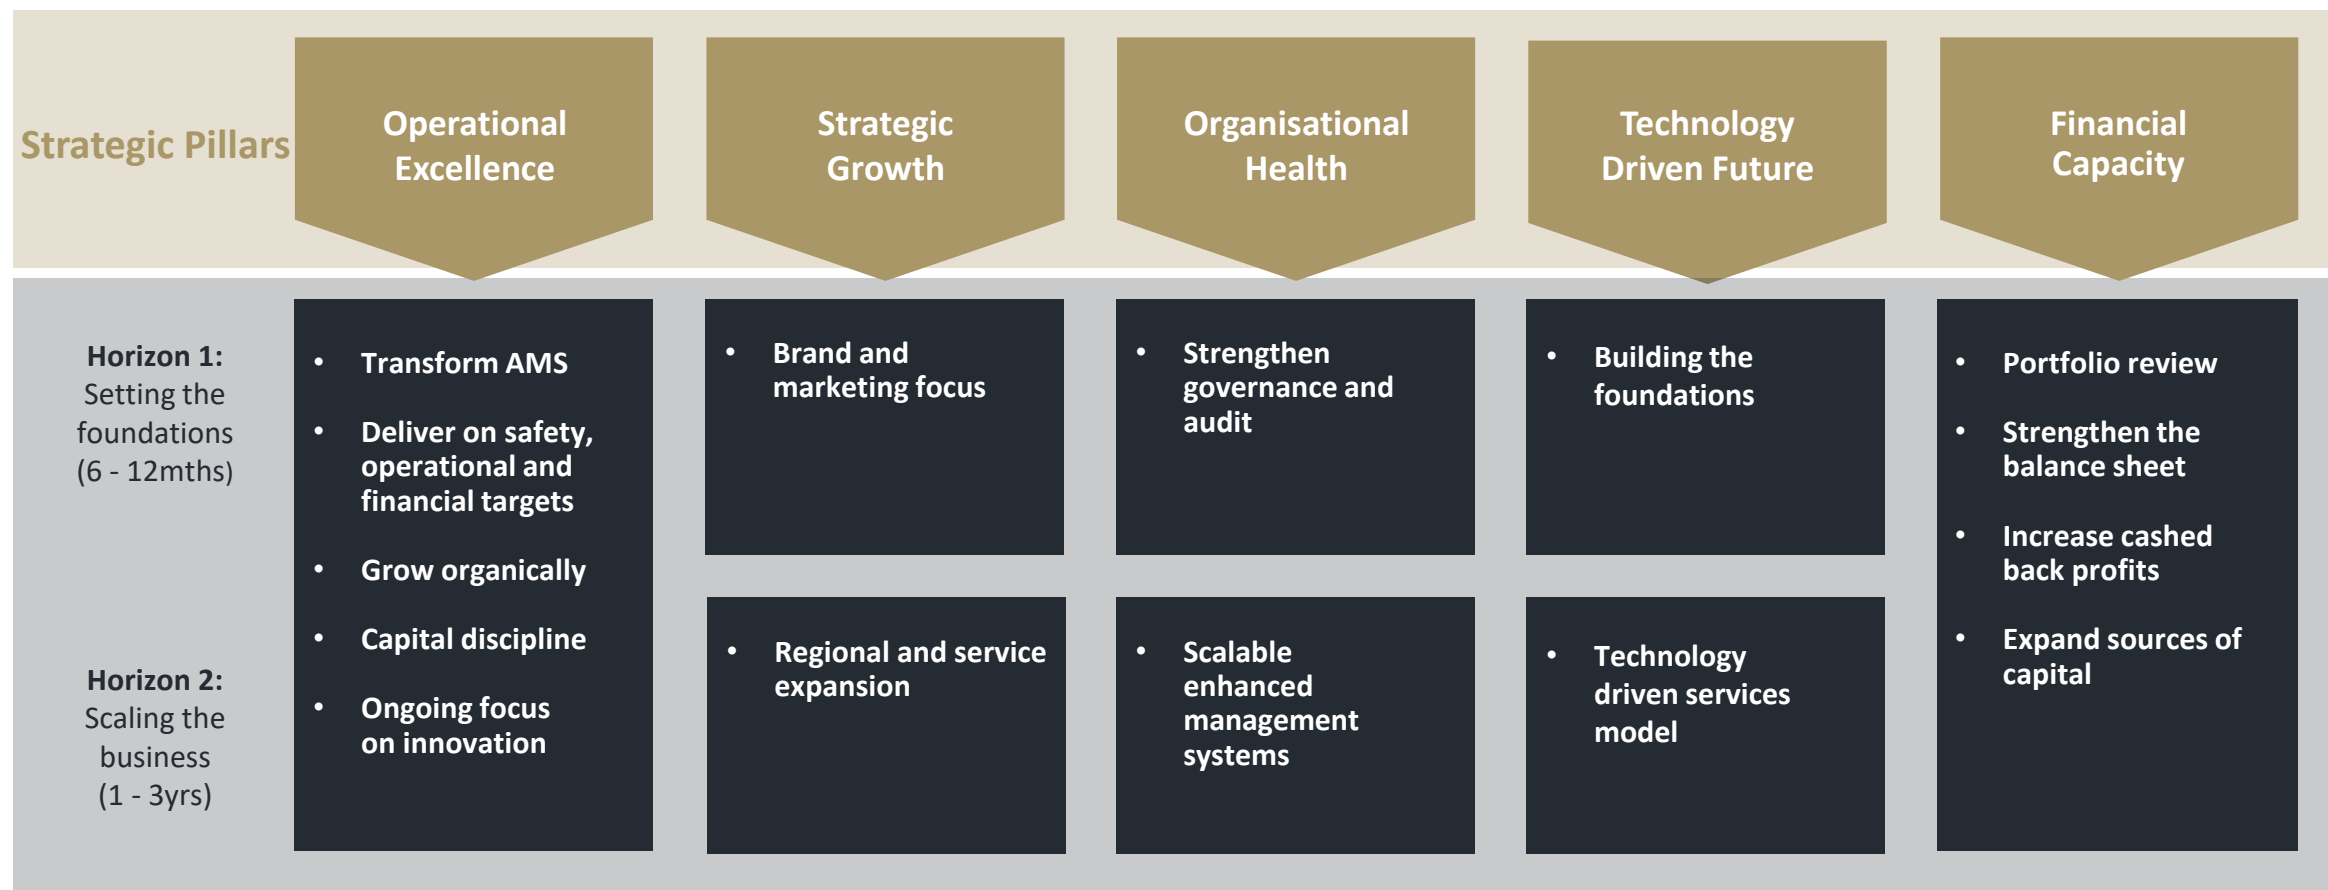 Strategic Pillars
Operational
Excellence
Strategic
Growth
Organisational
Health
Technology
Driven Future
Financial
Capacity
Horizon 1:
Setting the
foundations
(6 - 12mths)
Horizon 2:
Scaling the
business
(1 - 3yrs)
• Transform AMS
• Deliver on safety,
operational and
financial targets
• Grow organically
• Capital discipline
• Ongoing focus
on innovation
• Brand and
marketing focus
• Regional and service
expansion
• Strengthen
governance and
audit
• Scalable
enhanced
management
systems
• Building the
foundations
• Technology
driven services
model
• Portfolio review
• Strengthen the
balance sheet
• Increase cashed
back profits
• Expand sources of
capital